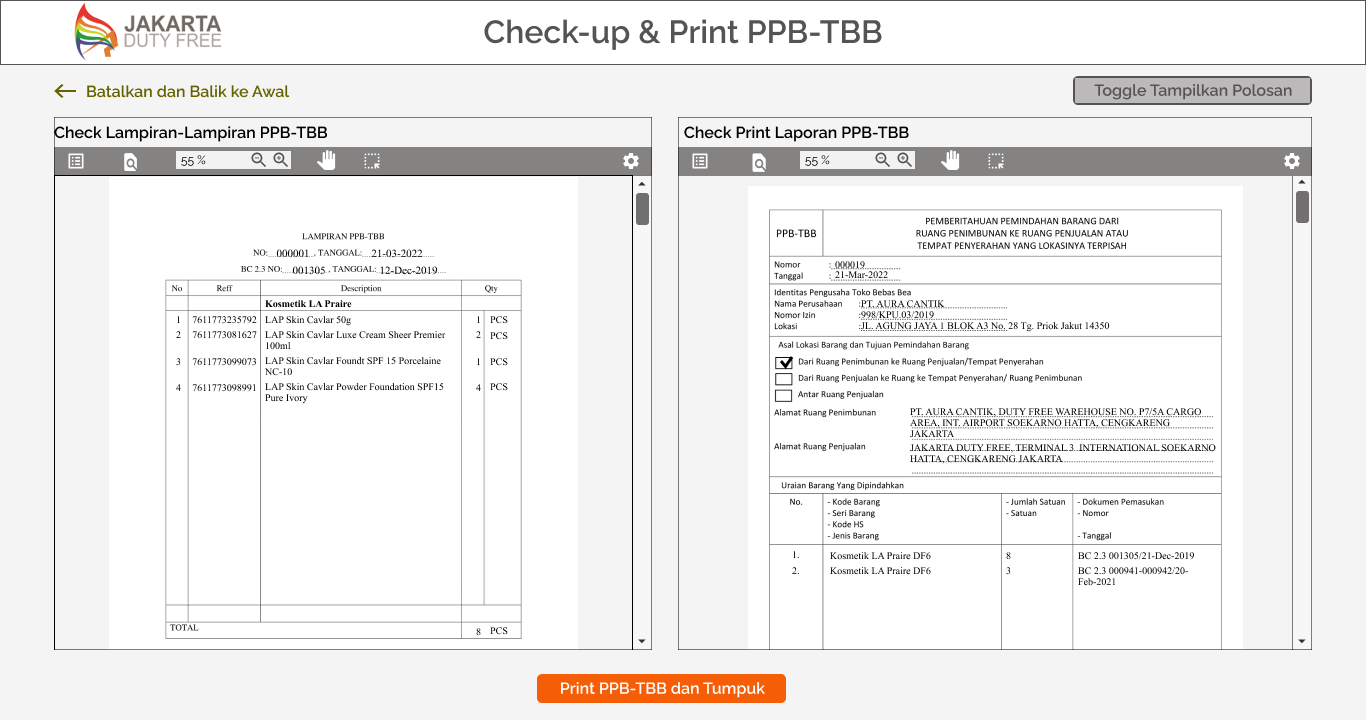 JAKARTA
DUTY FREE
Check-up & Print PPB-TBB
Batalkan dan Balik ke Awal
Toggle Tampilkan Polosan
Check Lampiran-Lampiran PPB-TBB
55 %
LAMPIRAN PPB-TBB
NO:....000001..., TANGGAL:....21-03-2022......
BC 2.3 NO:.....001305..., TANGGAL:..12-Dec-2019....
No Reff Description Qty
Kosmetik LA Praire
1 7611773235792 LAP Skin Cavlar 50g 1 PCS
2 7611773081627 LAP Skin Cavlar Luxe Cream Sheer Premier 2 PCS
100ml
3 7611773099073 LAP Skin Cavlar Foundt SPF 15 Porcelaine 1 PCS
NC-10
4 7611773098991 LAP Skin Cavlar Powder Foundation SPF15 4 PCS
Pure Ivory
TOTAL 8 PCS
Check Print Laporan PPB-TBB
55 %
PPB-TBB
PEMBERITAHUAN PEMINDAHAN BARANG DARI
RUANG PENIMBUNAN KE RUANG PENJUALAN ATAU
TEMPAT PENYERAHAN YANG LOKASINYA TERPISAH
Nomor : 000019
Tanggal : 21-Mar-2022
Identitas Pengusaha Toko Bebas Bea
Nama Perusahaan :PT. AURA CANTIK
Nomor Izin :998/KPU.03/2019
Lokasi :JL. AGUNG JAYA 1 BLOK A3 No. 28 Tg. Priok Jakut 14350
Asal Lokasi Barang dan Tujuan Pemindahan Barang
Dari Ruang Penimbunan ke Ruang Penjualan/Tempat Penyerahan
Dari Ruang Penjualan ke Ruang ke Tempat Penyerahan/ Ruang Penimbunan
Antar Ruang Penjualan
Alamat Ruang Penimbunan PT. AURA CANTIK, DUTY FREE WAREHOUSE NO. P7/5A CARGO
AREA, INT. AIRPORT SOEKARNO HATTA, CENGKARENG
JAKARTA
Alamat Ruang Penjualan JAKARTA DUTY FREE, TERMINAL 3 INTERNATIONAL SOEKARNO
HATTA, CENGKARENG JAKARTA
Uraian Barang Yang Dipindahkan
No. - Kode Barang - Jumlah Satuan - Dokumen Pemasukan
- Seri Barang - Satuan - Nomor
- Kode HS
- Jenis Barang - Tanggal
1. Kosmetik LA Praire DF6 8 BC 2.3 001305/21-Dec-2019
2. Kosmetik LA Praire DF6 3 BC 2.3 000941-000942/20-
Feb-2021
Print PPB-TBB dan Tumpuk